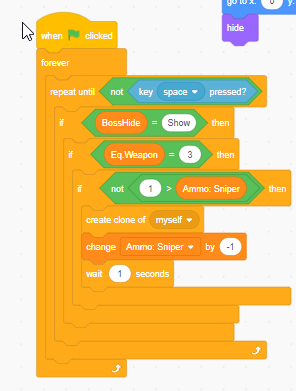 go to x: 0 y:
hide
when clicked
forever
repeat until not key space pressed?
if BossHide = Show then
if Eq.Weapon = 3 then
if not 1 > Ammo: Sniper then
create clone of myself
change Ammo: Sniper by -1
wait 1 seconds